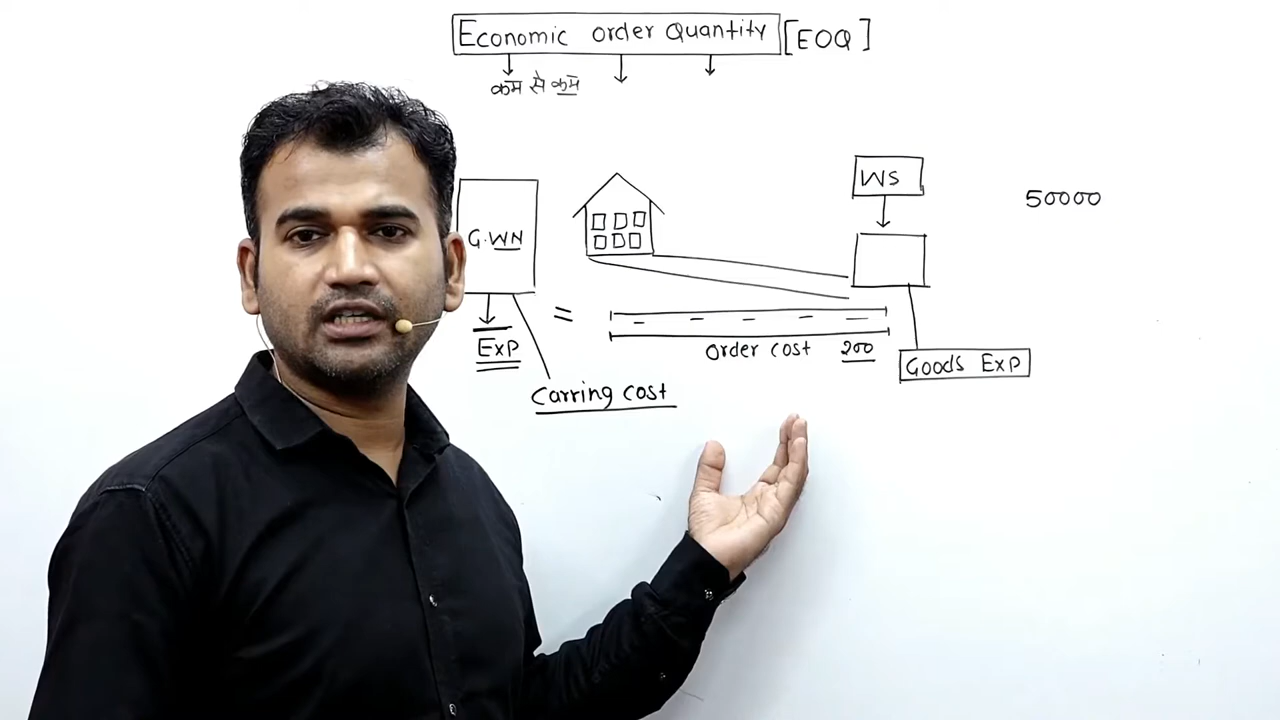 Economic order Quantity [EOQ]
कम से कम
WS
50000
G.WN
=
Order cost 200
Exp
Goods Exp
Carring cost